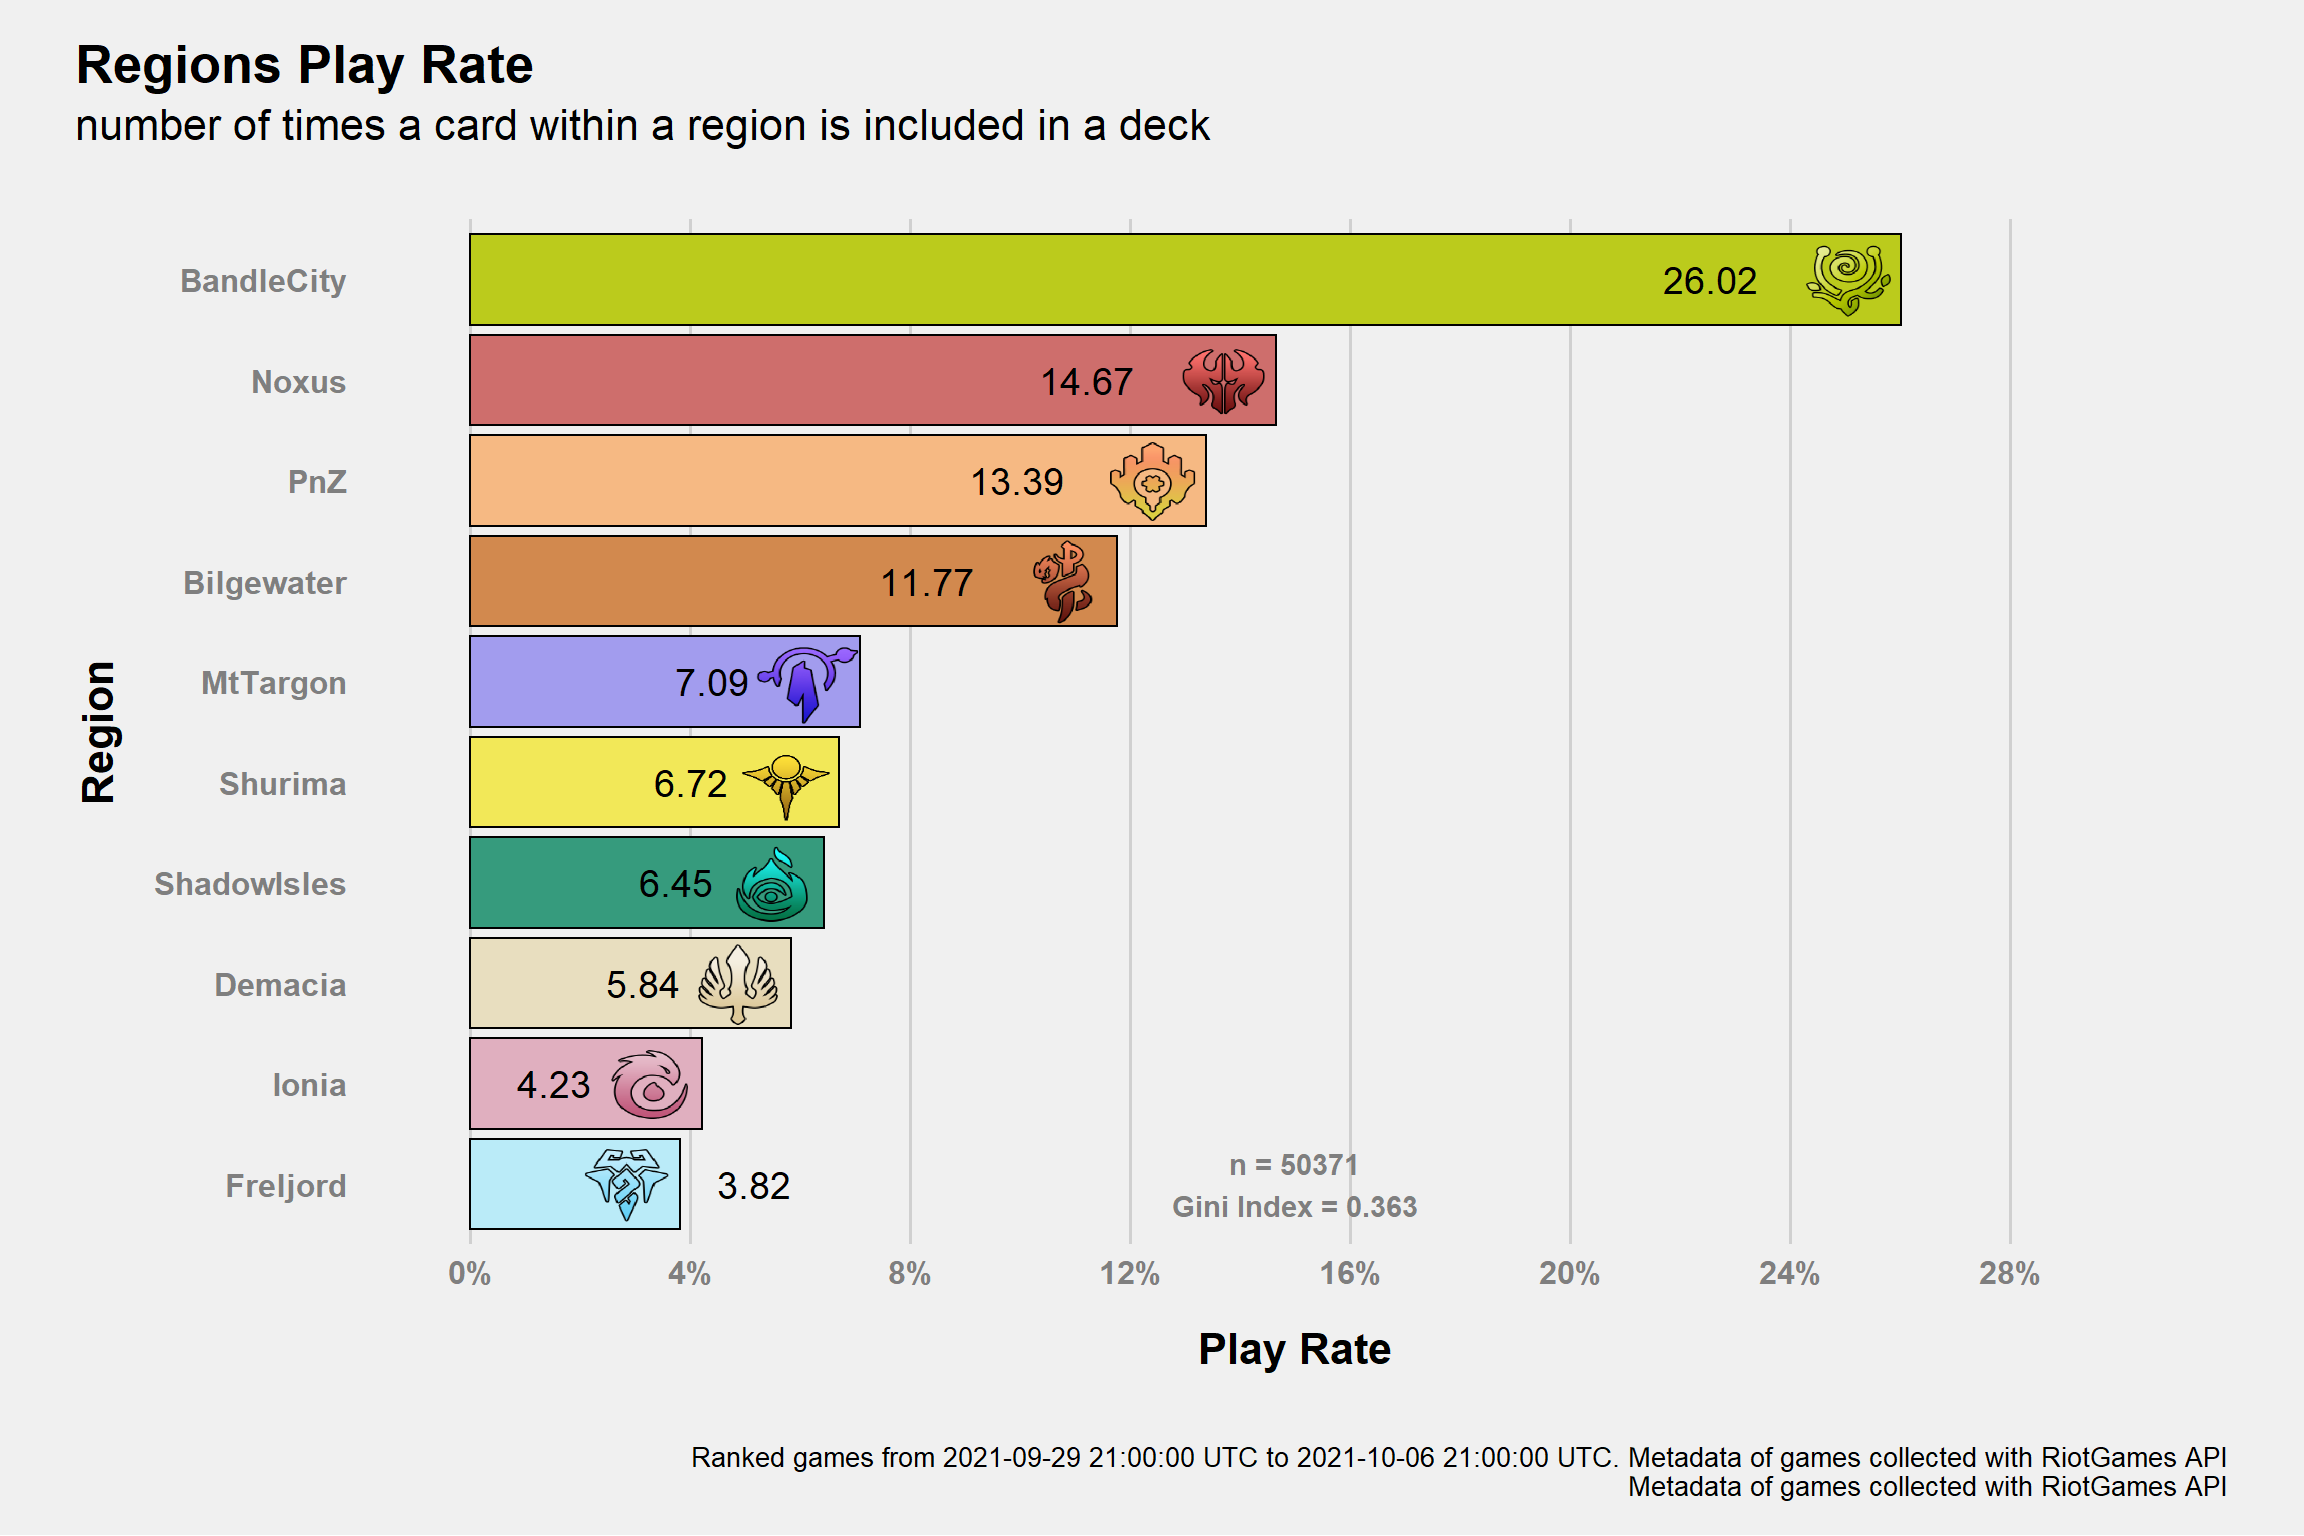 Regions Play Rate
number of times a card within a region is included in a deck
BandleCity
26.02
Noxus
14.67
PnZ
13.39
Bilgewater
11.77
MtTargon
7.09
Shurima
6.72
ShadowIsles
6.45
Demacia
5.84
Ionia
4.23
Freljord
3.82
Region
n = 50371
Gini Index = 0.363
0%
4%
8%
12%
16%
20%
24%
28%
Play Rate
Ranked games from 2021-09-29 21:00:00 UTC to 2021-10-06 21:00:00 UTC. Metadata of games collected with RiotGames API
Metadata of games collected with RiotGames API